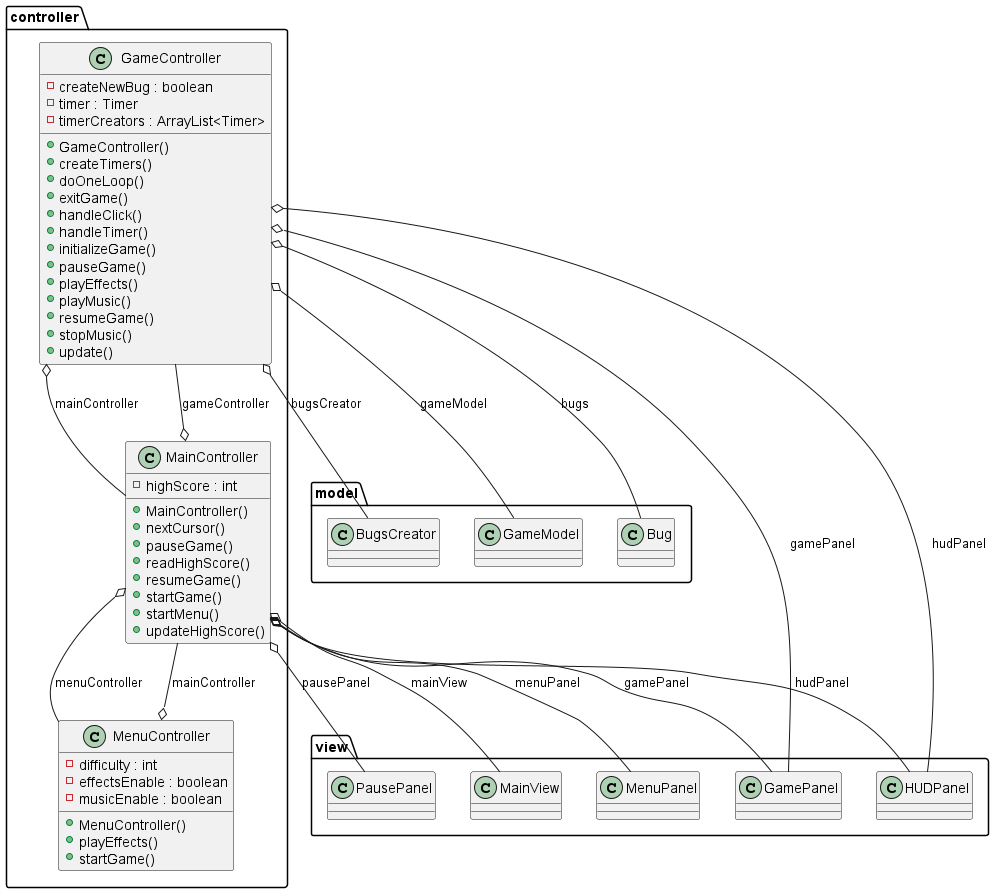 controller
C GameController
createNewBug : boolean
timer : Timer
timerCreators : ArrayList<Timer>
GameController()
createTimers()
doOneLoop()
exitGame()
handleClick()
handleTimer()
initializeGame()
pauseGame()
playEffects()
playMusic()
resumeGame()
stopMusic()
update()
mainController
gameController
bugsCreator
gameModel
bugs
C MainController
highScore : int
MainController()
nextCursor()
pauseGame()
readHighScore()
resumeGame()
startGame()
startMenu()
updateHighScore()
model
C BugsCreator
C GameModel
C Bug
gamePanel
hudPanel
menuController
mainController
pausePanel
mainView
menuPanel
gamePanel
hudPanel
C MenuController
difficulty : int
effectsEnable : boolean
musicEnable : boolean
MenuController()
playEffects()
startGame()
view
C PausePanel
C MainView
C MenuPanel
C GamePanel
C HUDPanel